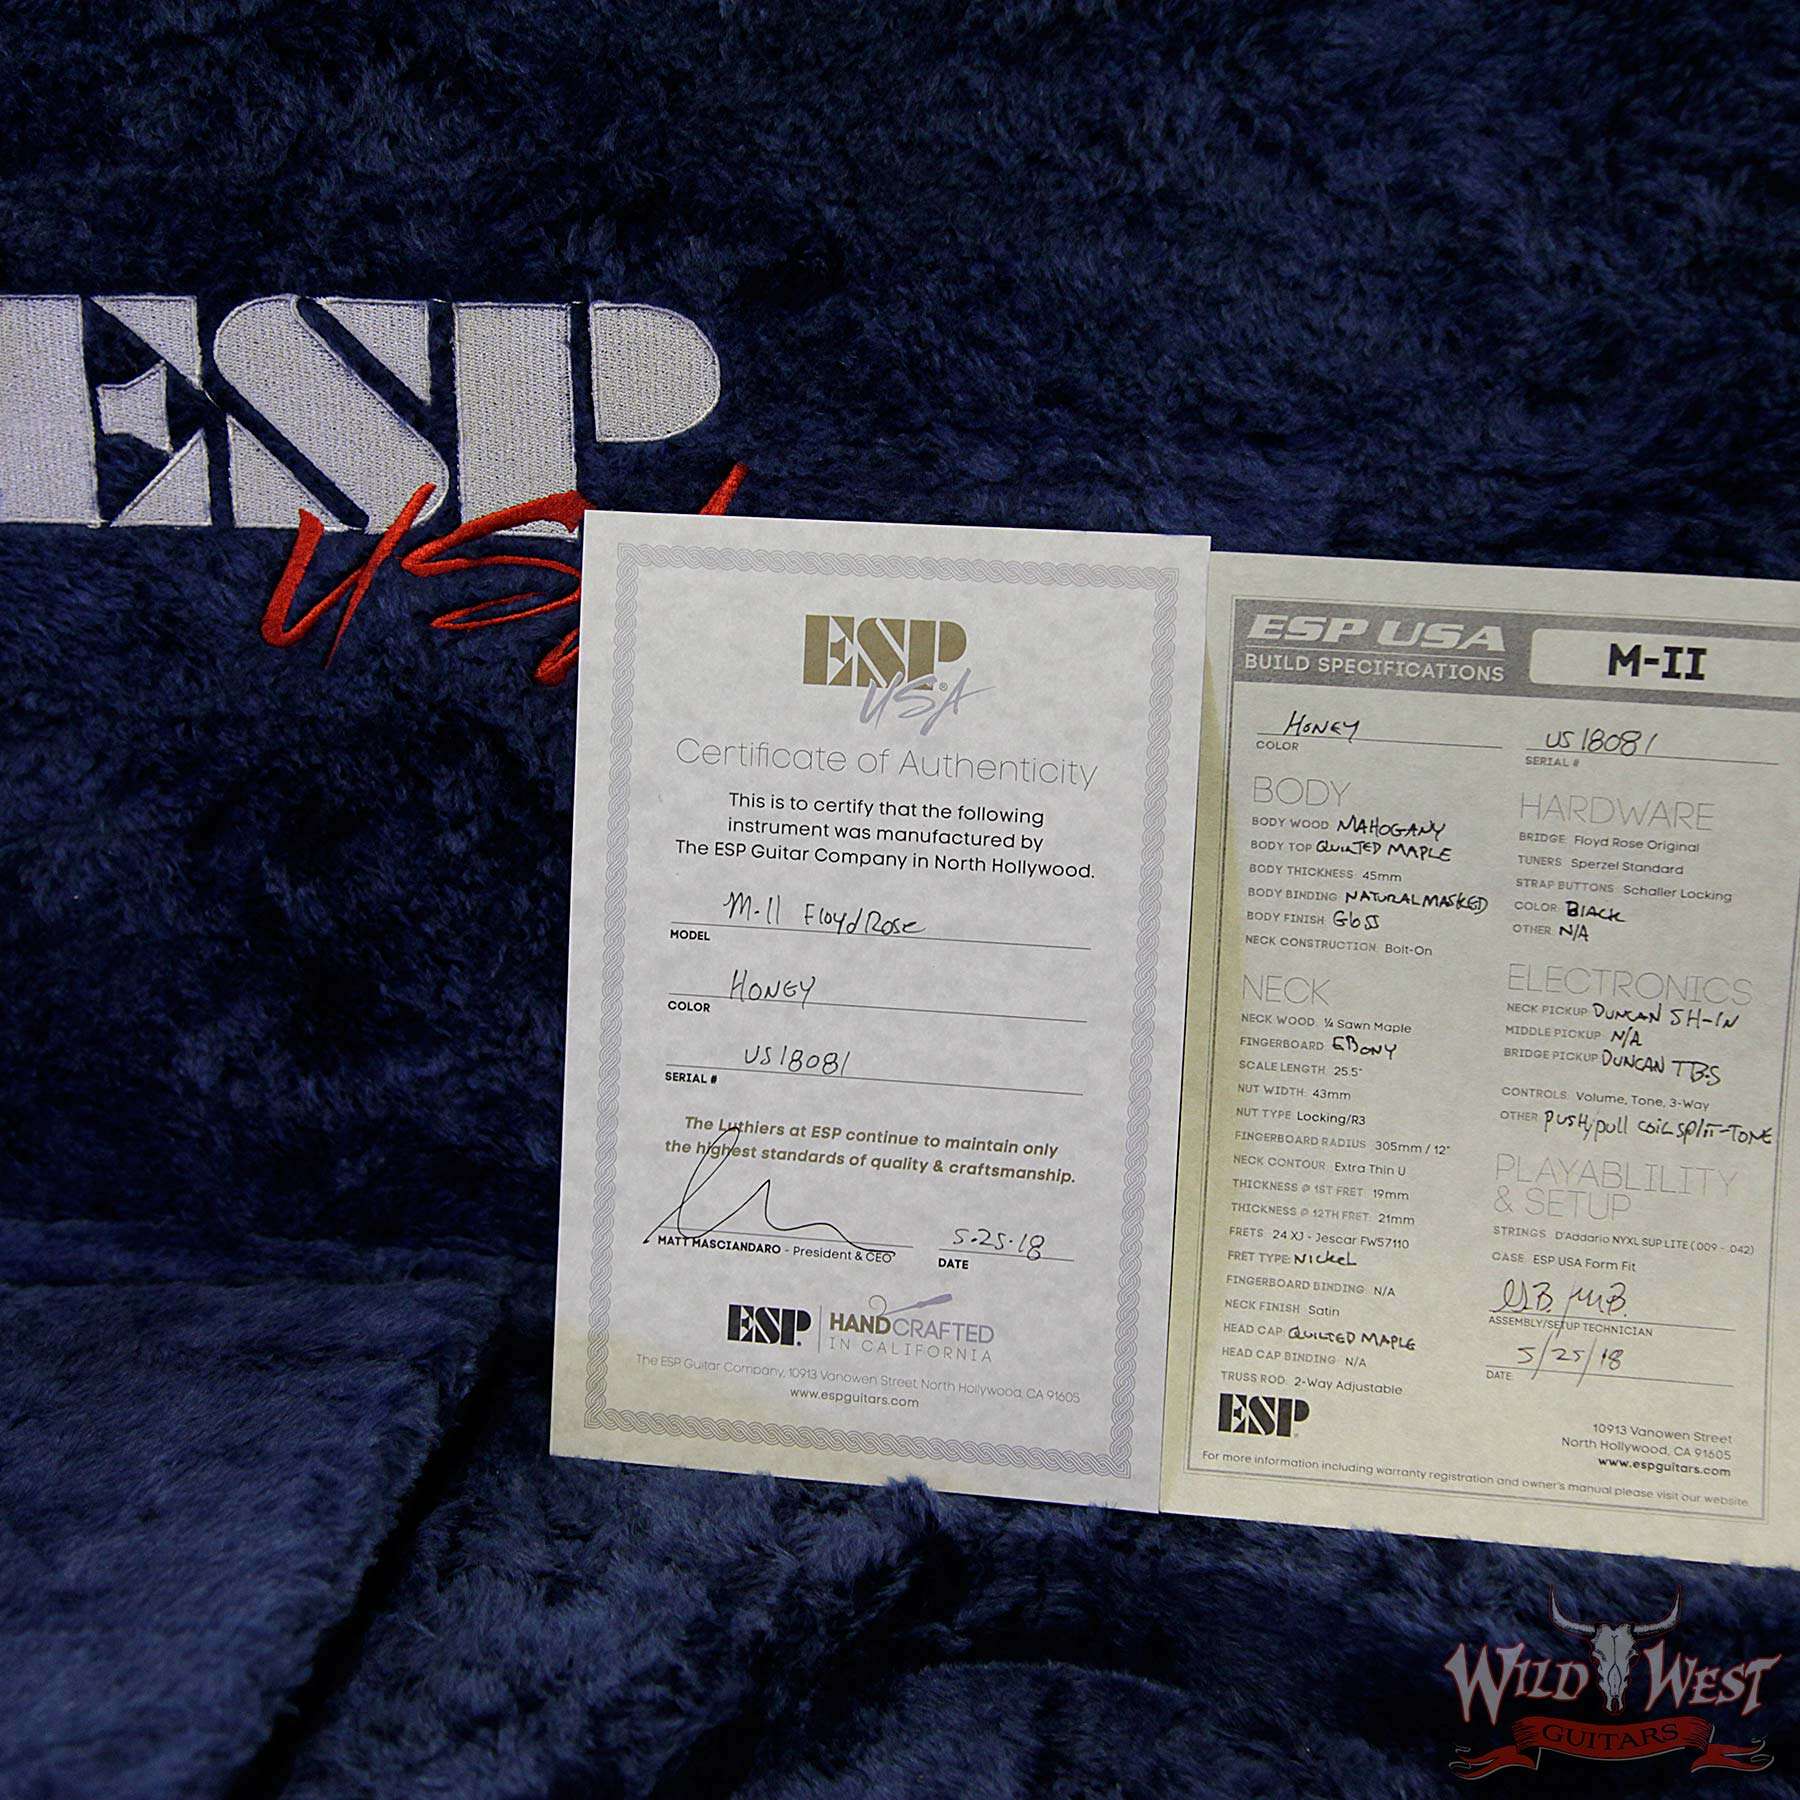 ESP
USA
ESP
USA®
Certificate of Authenticity
This is to certify that the following
instrument was manufactured by
The ESP Guitar Company in North Hollywood.
M-II Floyd Rose
MODEL
HONEY
COLOR
US18081
SERIAL #
The Luthiers at ESP continue to maintain only
the highest standards of quality & craftsmanship.
MATT MASCIANDARO - President & CEO
5.25.18
DATE
ESP. HANDCRAFTED
IN CALIFORNIA
The ESP Guitar Company, 10913 Vanowen Street North Hollywood, CA 91605
www.espguitars.com
ESP USA
BUILD SPECIFICATIONS
M-II
HONEY
COLOR
US18081
SERIAL #
BODY
BODY WOOD: MAHOGANY
BODY TOP: QUILTED MAPLE
BODY THICKNESS: 45mm
BODY BINDING: NATURAL MASKED
BODY FINISH: GLOSS
NECK CONSTRUCTION: Bolt-On
NECK
NECK WOOD: ¼ Sawn Maple
FINGERBOARD: EBONY
SCALE LENGTH: 25.5"
NUT WIDTH: 43mm
NUT TYPE: Locking/R3
FINGERBOARD RADIUS: 305mm / 12"
NECK CONTOUR: Extra Thin U
THICKNESS @ 1ST FRET: 19mm
THICKNESS @ 12TH FRET: 21mm
FRETS: 24 XJ - Jescar FW57110
FRET TYPE: NICKEL
FINGERBOARD BINDING: N/A
NECK FINISH: Satin
HEAD CAP: QUILTED MAPLE
HEAD CAP BINDING: N/A
TRUSS ROD: 2-Way Adjustable
HARDWARE
BRIDGE: Floyd Rose Original
TUNERS: Sperzel Standard
STRAP BUTTONS: Schaller Locking
COLOR: BLACK
OTHER: N/A
ELECTRONICS
NECK PICKUP: DUNCAN SH-1N
MIDDLE PICKUP: N/A
BRIDGE PICKUP: DUNCAN TB-5
CONTROLS: Volume, Tone, 3-Way
OTHER: PUSH/PULL COIL SPLIT-TONE
PLAYABLILITY
& SETUP
STRINGS: D'Addario NYXL SUP LITE (.009 - .042)
CASE: ESP USA Form Fit
ASSEMBLY/SETUP TECHNICIAN
5/25/18
DATE:
ESP
10913 Vanowen Street
North Hollywood, CA 91605
www.espguitars.com
For more information including warranty registration and owner's manual please visit our website
WILD WEST
GUITARS